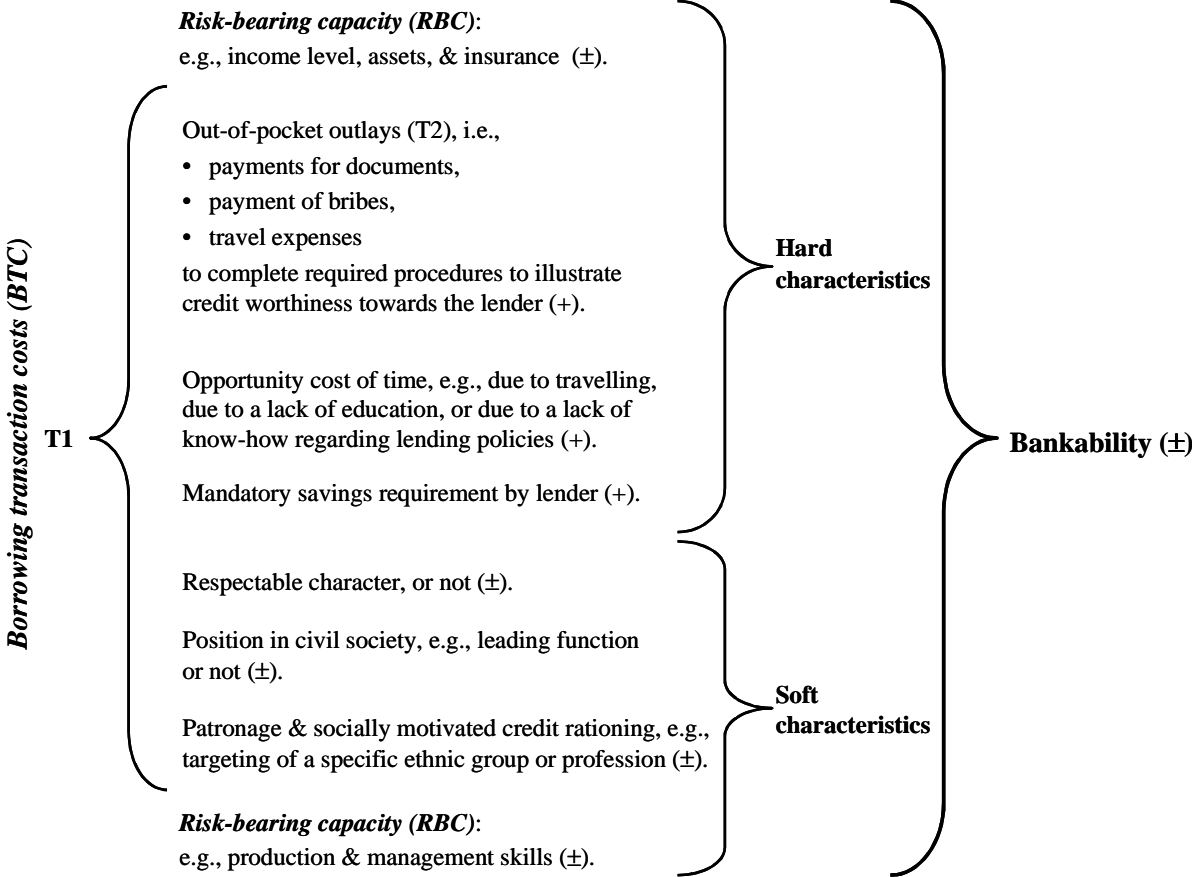 Risk-bearing capacity (RBC):
e.g., income level, assets, & insurance (±).
Out-of-pocket outlays (T2), i.e.,
• payments for documents,
• payment of bribes,
• travel expenses
to complete required procedures to illustrate
credit worthiness towards the lender (+).
Opportunity cost of time, e.g., due to travelling,
due to a lack of education, or due to a lack of
know-how regarding lending policies (+).
Mandatory savings requirement by lender (+).
Respectable character, or not (±).
Position in civil society, e.g., leading function
or not (±).
Patronage & socially motivated credit rationing, e.g.,
targeting of a specific ethnic group or profession (±).
Risk-bearing capacity (RBC):
e.g., production & management skills (±).
Borrowing transaction costs (BTC)
T1
Hard
characteristics
Soft
characteristics
Bankability (±)